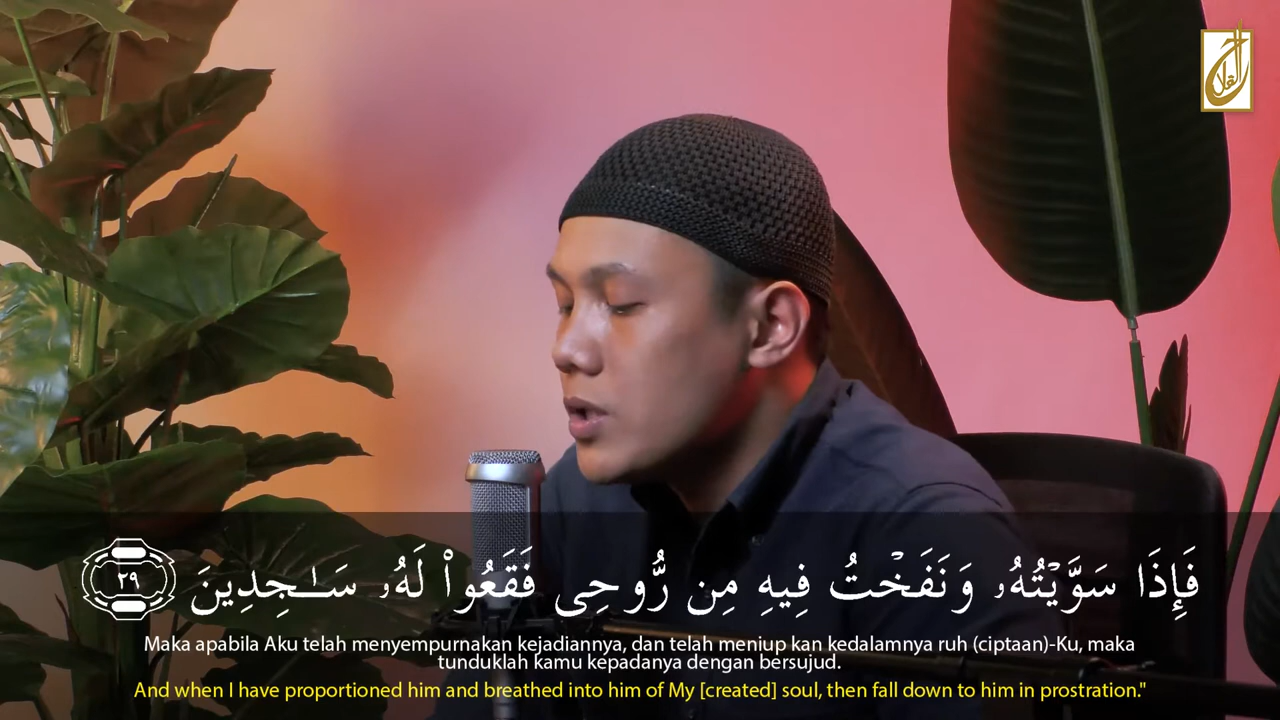 القلاح
فَإِذَا سَوَّيْتُهُۥ وَنَفَخْتُ فِيهِ مِن رُّوحِى فَقَعُوا۟ لَهُۥ سَـٰجِدِينَ ٢٩
Maka apabila Aku telah menyempurnakan kejadiannya, dan telah meniup kan kedalamnya ruh (ciptaan)-Ku, maka
tunduklah kamu kepadanya dengan bersujud.
And when I have proportioned him and breathed into him of My [created] soul, then fall down to him in prostration."